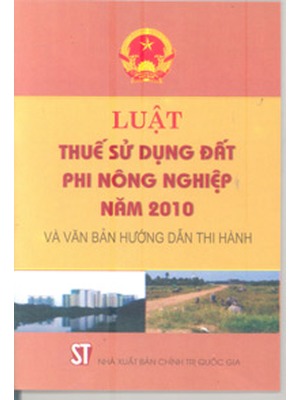 LUẬT
THUẾ SỬ DỤNG ĐẤT
PHI NÔNG NGHIỆP
NĂM 2010
VÀ VĂN BẢN HƯỚNG DẪN THI HÀNH
ST
NHÀ XUẤT BẢN CHÍNH TRỊ QUỐC GIA